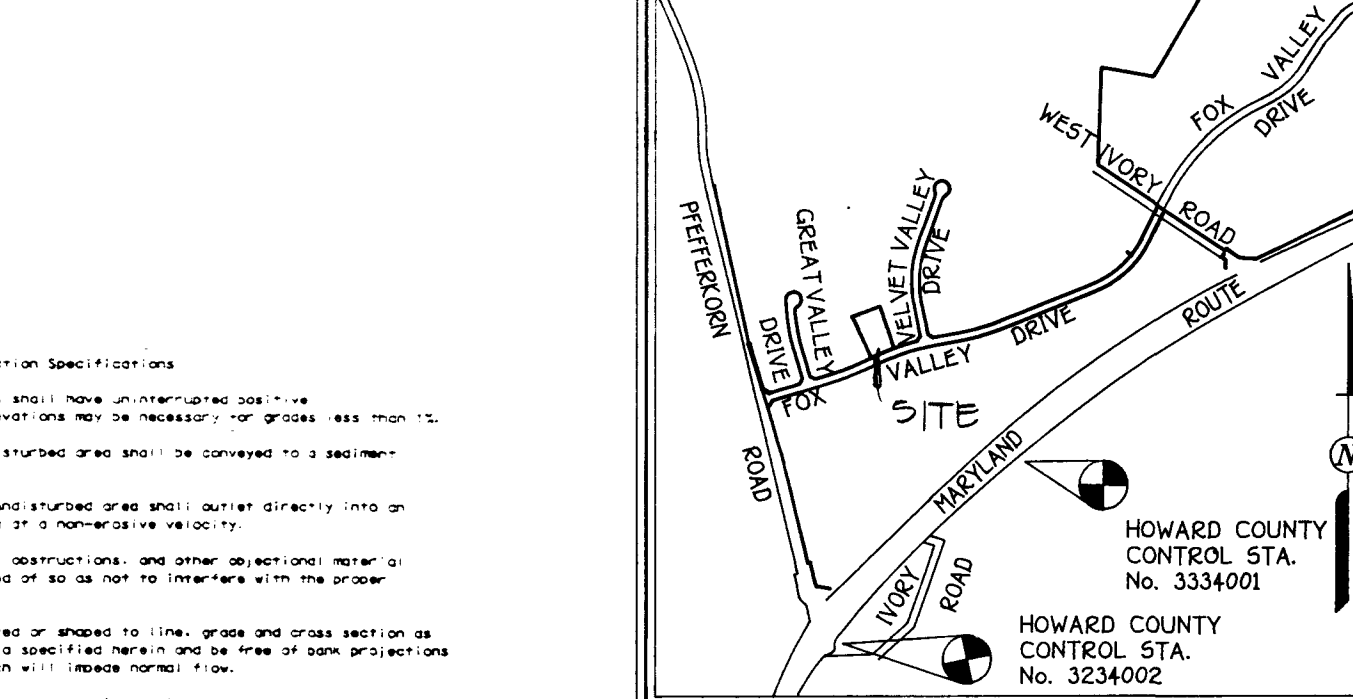 tion Specifications
shall have uninterrupted positive
evations may be necessary for grades less than 1%.
sturbed area shall be conveyed to a sediment
undisturbed area shall outlet directly into an
at a non-erosive velocity.
obstructions, and other objectional material
d of so as not to interfere with the proper
ed or shaped to line, grade and cross section as
a specified herein and be free of bank projections
ch will impede normal flow.
VALLEY
FOX
DRIVE
WEST IVORY
ROAD
PFEFFERKORN
ROAD
GREAT VALLEY
DRIVE
VELVET VALLEY
DRIVE
FOX
VALLEY
DRIVE
SITE
MARYLAND
ROUTE
IVORY
ROAD
N
HOWARD COUNTY
CONTROL STA.
No. 3334001
HOWARD COUNTY
CONTROL STA.
No. 3234002